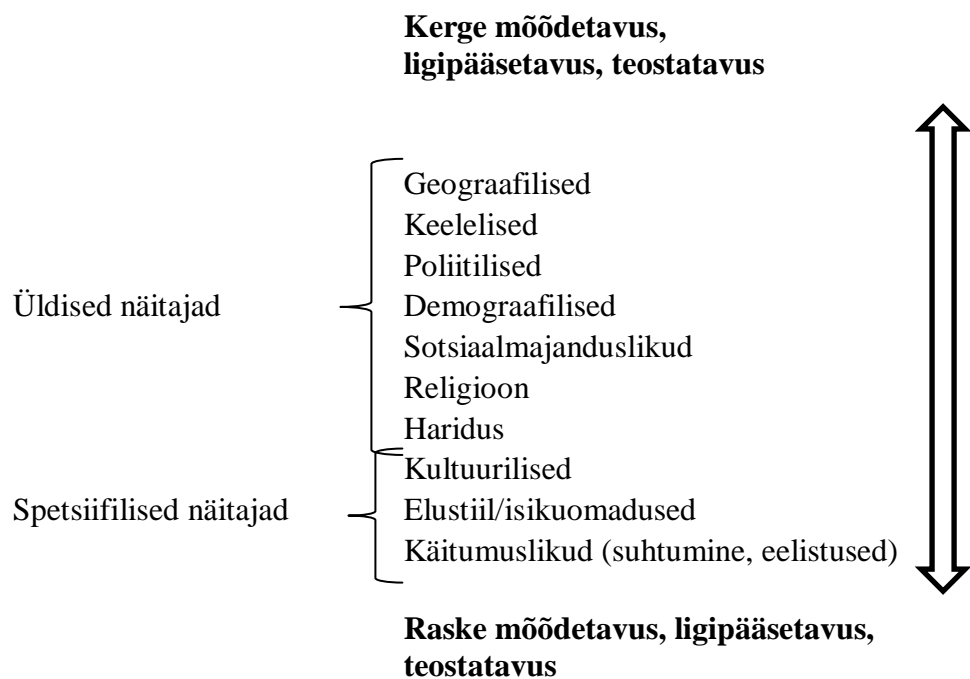 Kerge mõõdetavus,
ligipääsetavus, teostatavus
Geograafilised
Keelelised
Poliitilised
Üldised näitajad
Demograafilised
Sotsiaalmajanduslikud
Religioon
Haridus
Kultuurilised
Spetsiifilised näitajad
Elustiil/isikuomadused
Käitumuslikud (suhtumine, eelistused)
Raske mõõdetavus, ligipääsetavus,
teostatavus